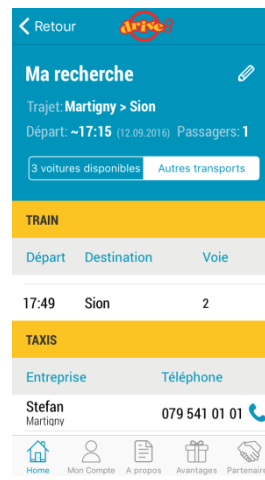 Retour drive?
Ma recherche
Trajet: Martigny > Sion
Départ: ~17:15 (12.09.2016) Passagers: 1
3 voitures disponibles Autres transports
TRAIN
Départ Destination Voie
17:49 Sion 2
TAXIS
Entreprise Téléphone
Stefan
Martigny 079 541 01 01
Home Mon Compte A propos Avantages Partenaire